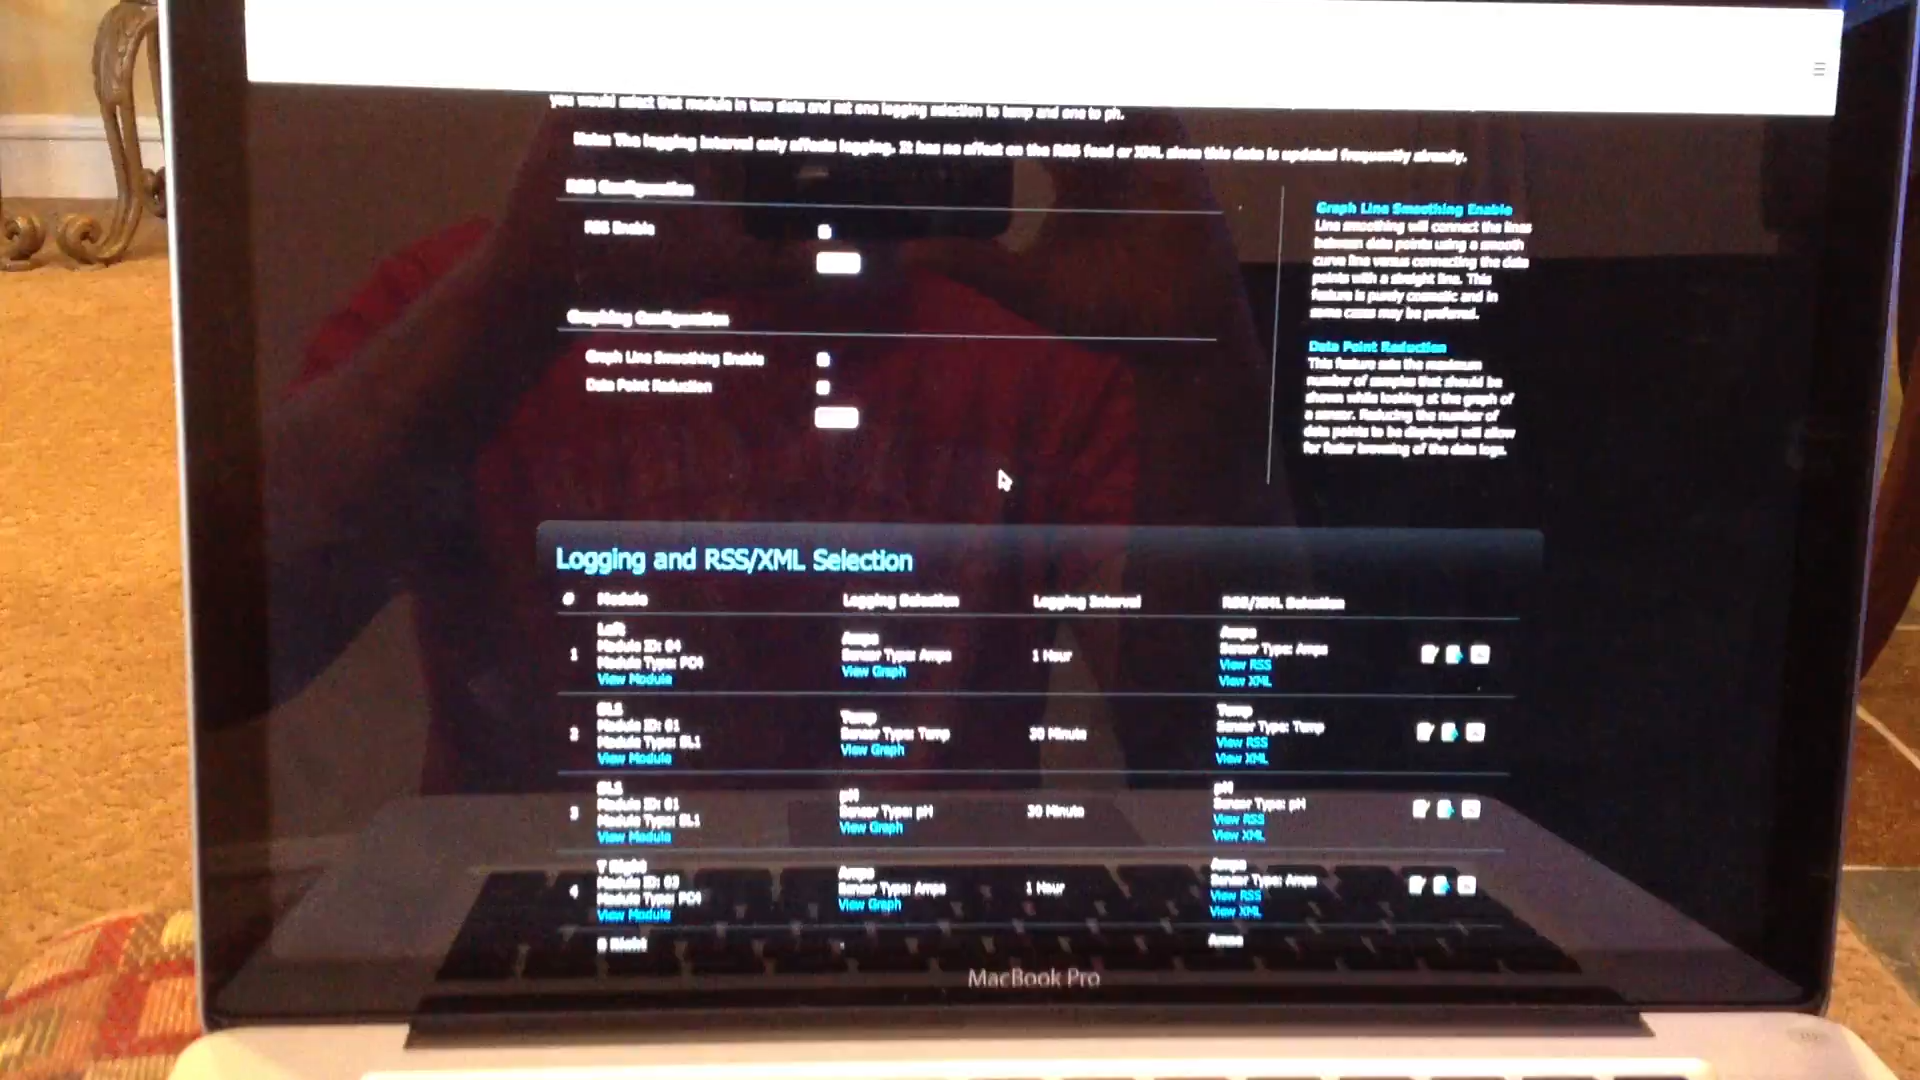 you would select that module in two slots and set one logging selection to temp and one to ph.
Note: The logging interval only affects logging. It has no effect on the RSS feed or XML since this data is updated frequently already.
RSS Configuration
RSS Enable
Graphing Configuration
Graph Line Smoothing Enable
Data Point Reduction
Graph Line Smoothing Enable
Line smoothing will connect the lines
between data points using a smooth
curve line versus connecting the data
points with a straight line. This
feature is purely cosmetic and in
some cases may be preferred.
Data Point Reduction
This feature sets the maximum
number of samples that should be
shown while looking at the graph of
a sensor. Reducing the number of
data points to be displayed will allow
for faster browsing of the data logs.
Logging and RSS/XML Selection
# Module Logging Selection Logging Interval RSS/XML Selection
1
Left
Module ID: 04
Module Type: PC4
View Module
Amps
Sensor Type: Amps
View Graph
1 Hour
Amps
Sensor Type: Amps
View RSS
View XML
2
SL1
Module ID: 01
Module Type: SL1
View Module
Temp
Sensor Type: Temp
View Graph
30 Minute
Temp
Sensor Type: Temp
View RSS
View XML
3
SL1
Module ID: 01
Module Type: SL1
View Module
pH
Sensor Type: pH
View Graph
30 Minute
pH
Sensor Type: pH
View RSS
View XML
4
Right
Module ID: 03
Module Type: PC4
View Module
Amps
Sensor Type: Amps
View Graph
1 Hour
Amps
Sensor Type: Amps
View RSS
View XML
Right
Amps
MacBook Pro